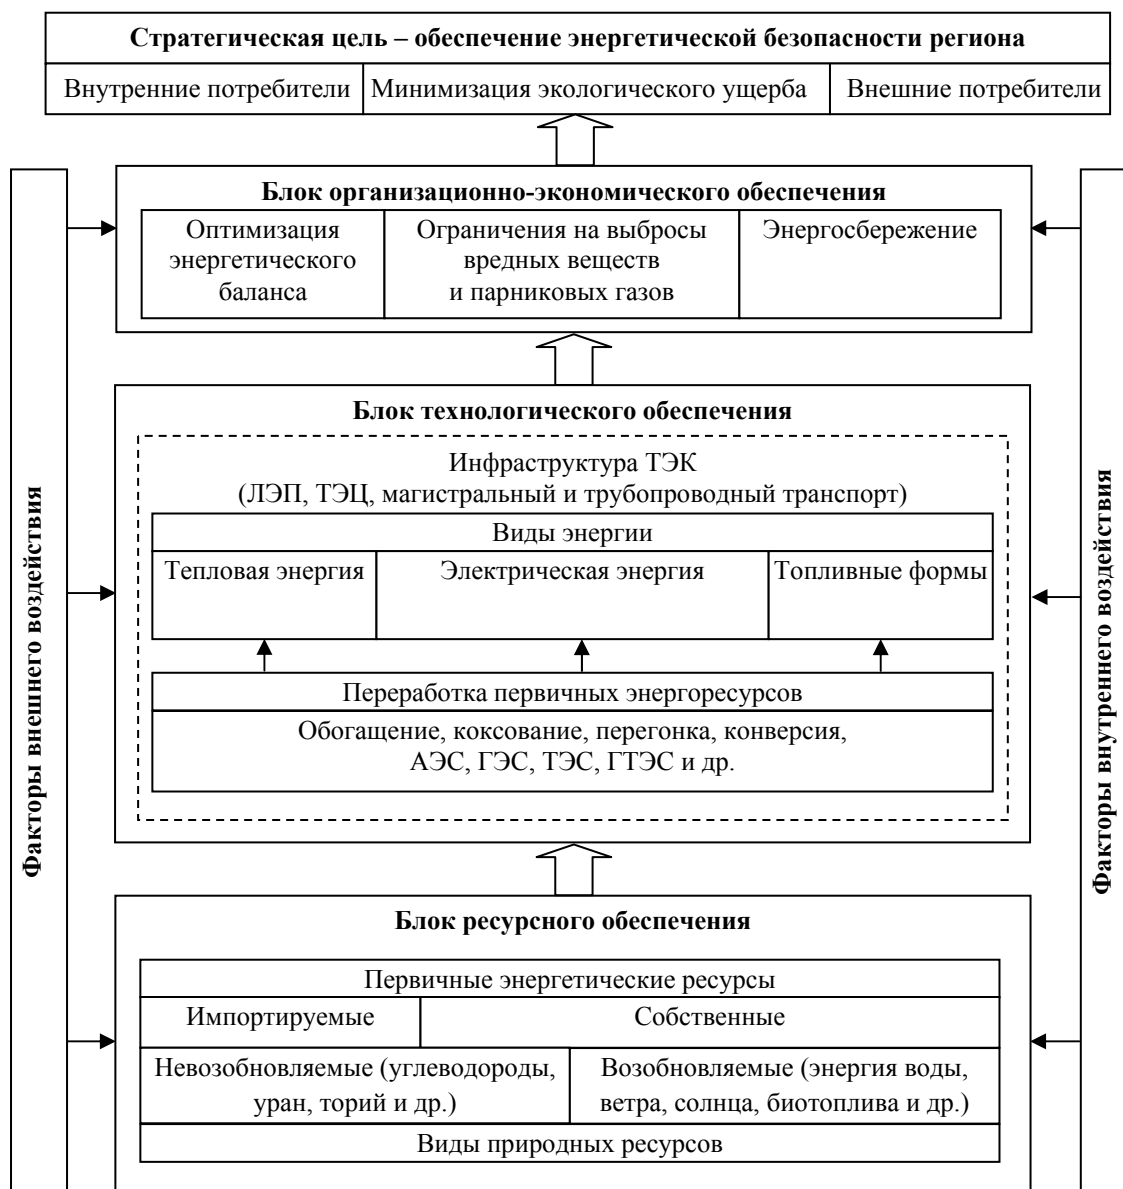 Стратегическая цель – обеспечение энергетической безопасности региона
Внутренние потребители
Минимизация экологического ущерба
Внешние потребители
Факторы внешнего воздействия
Блок организационно-экономического обеспечения
Оптимизация
энергетического
баланса
Ограничения на выбросы
вредных веществ
и парниковых газов
Энергосбережение
Блок технологического обеспечения
Инфраструктура ТЭК
(ЛЭП, ТЭЦ, магистральный и трубопроводный транспорт)
Виды энергии
Тепловая энергия
Электрическая энергия
Топливные формы
Переработка первичных энергоресурсов
Обогащение, коксование, перегонка, конверсия,
АЭС, ГЭС, ТЭС, ГТЭС и др.
Блок ресурсного обеспечения
Первичные энергетические ресурсы
Импортируемые
Собственные
Невозобновляемые (углеводороды,
уран, торий и др.)
Возобновляемые (энергия воды,
ветра, солнца, биотоплива и др.)
Виды природных ресурсов
Факторы внутреннего воздействия